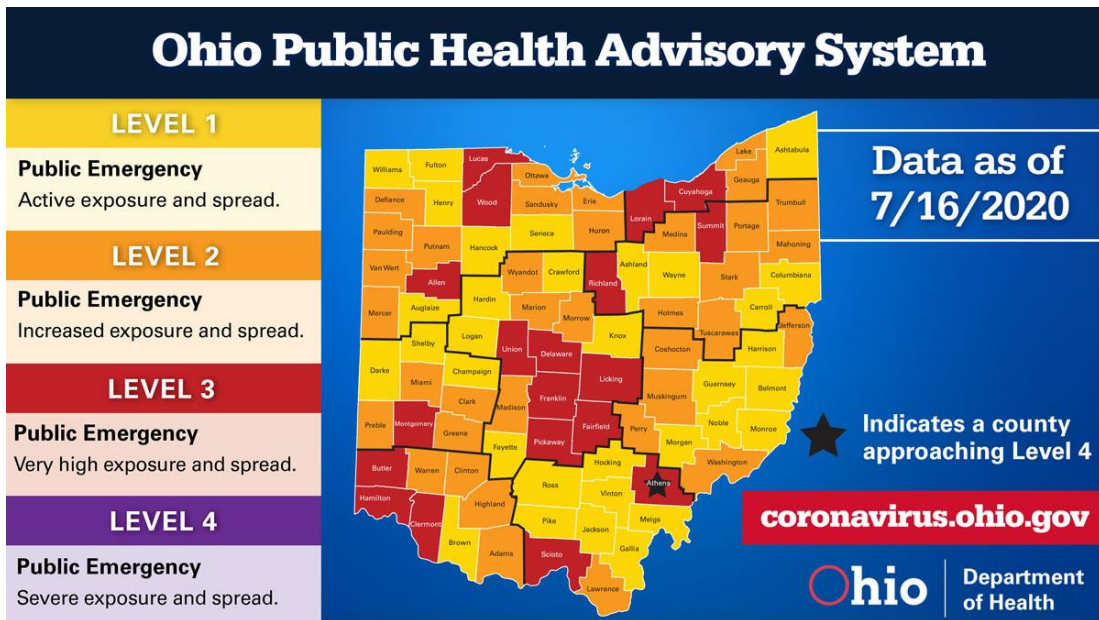 Ohio Public Health Advisory System
LEVEL 1
Public Emergency
Active exposure and spread.
LEVEL 2
Public Emergency
Increased exposure and spread.
LEVEL 3
Public Emergency
Very high exposure and spread.
LEVEL 4
Public Emergency
Severe exposure and spread.
Williams
Fulton
Lucas
Ottawa
Lake
Ashtabula
Geauga
Cuyahoga
Defiance
Henry
Wood
Sandusky
Erie
Lorain
Trumbull
Paulding
Putnam
Hancock
Seneca
Huron
Medina
Summit
Portage
Mahoning
Van Wert
Allen
Wyandot
Crawford
Richland
Ashland
Wayne
Stark
Columbiana
Mercer
Auglaize
Hardin
Marion
Morrow
Knox
Holmes
Tuscarawas
Carroll
Jefferson
Shelby
Logan
Union
Delaware
Coshocton
Harrison
Darke
Miami
Champaign
Clark
Madison
Franklin
Licking
Muskingum
Guernsey
Belmont
Preble
Montgomery
Greene
Fayette
Pickaway
Fairfield
Perry
Morgan
Noble
Monroe
Butler
Warren
Clinton
Ross
Hocking
Athens
Washington
Hamilton
Clermont
Highland
Vinton
Meigs
Brown
Adams
Pike
Jackson
Gallia
Scioto
Lawrence
Data as of
7/16/2020
Indicates a county
approaching Level 4
coronavirus.ohio.gov
Ohio
Department
of Health